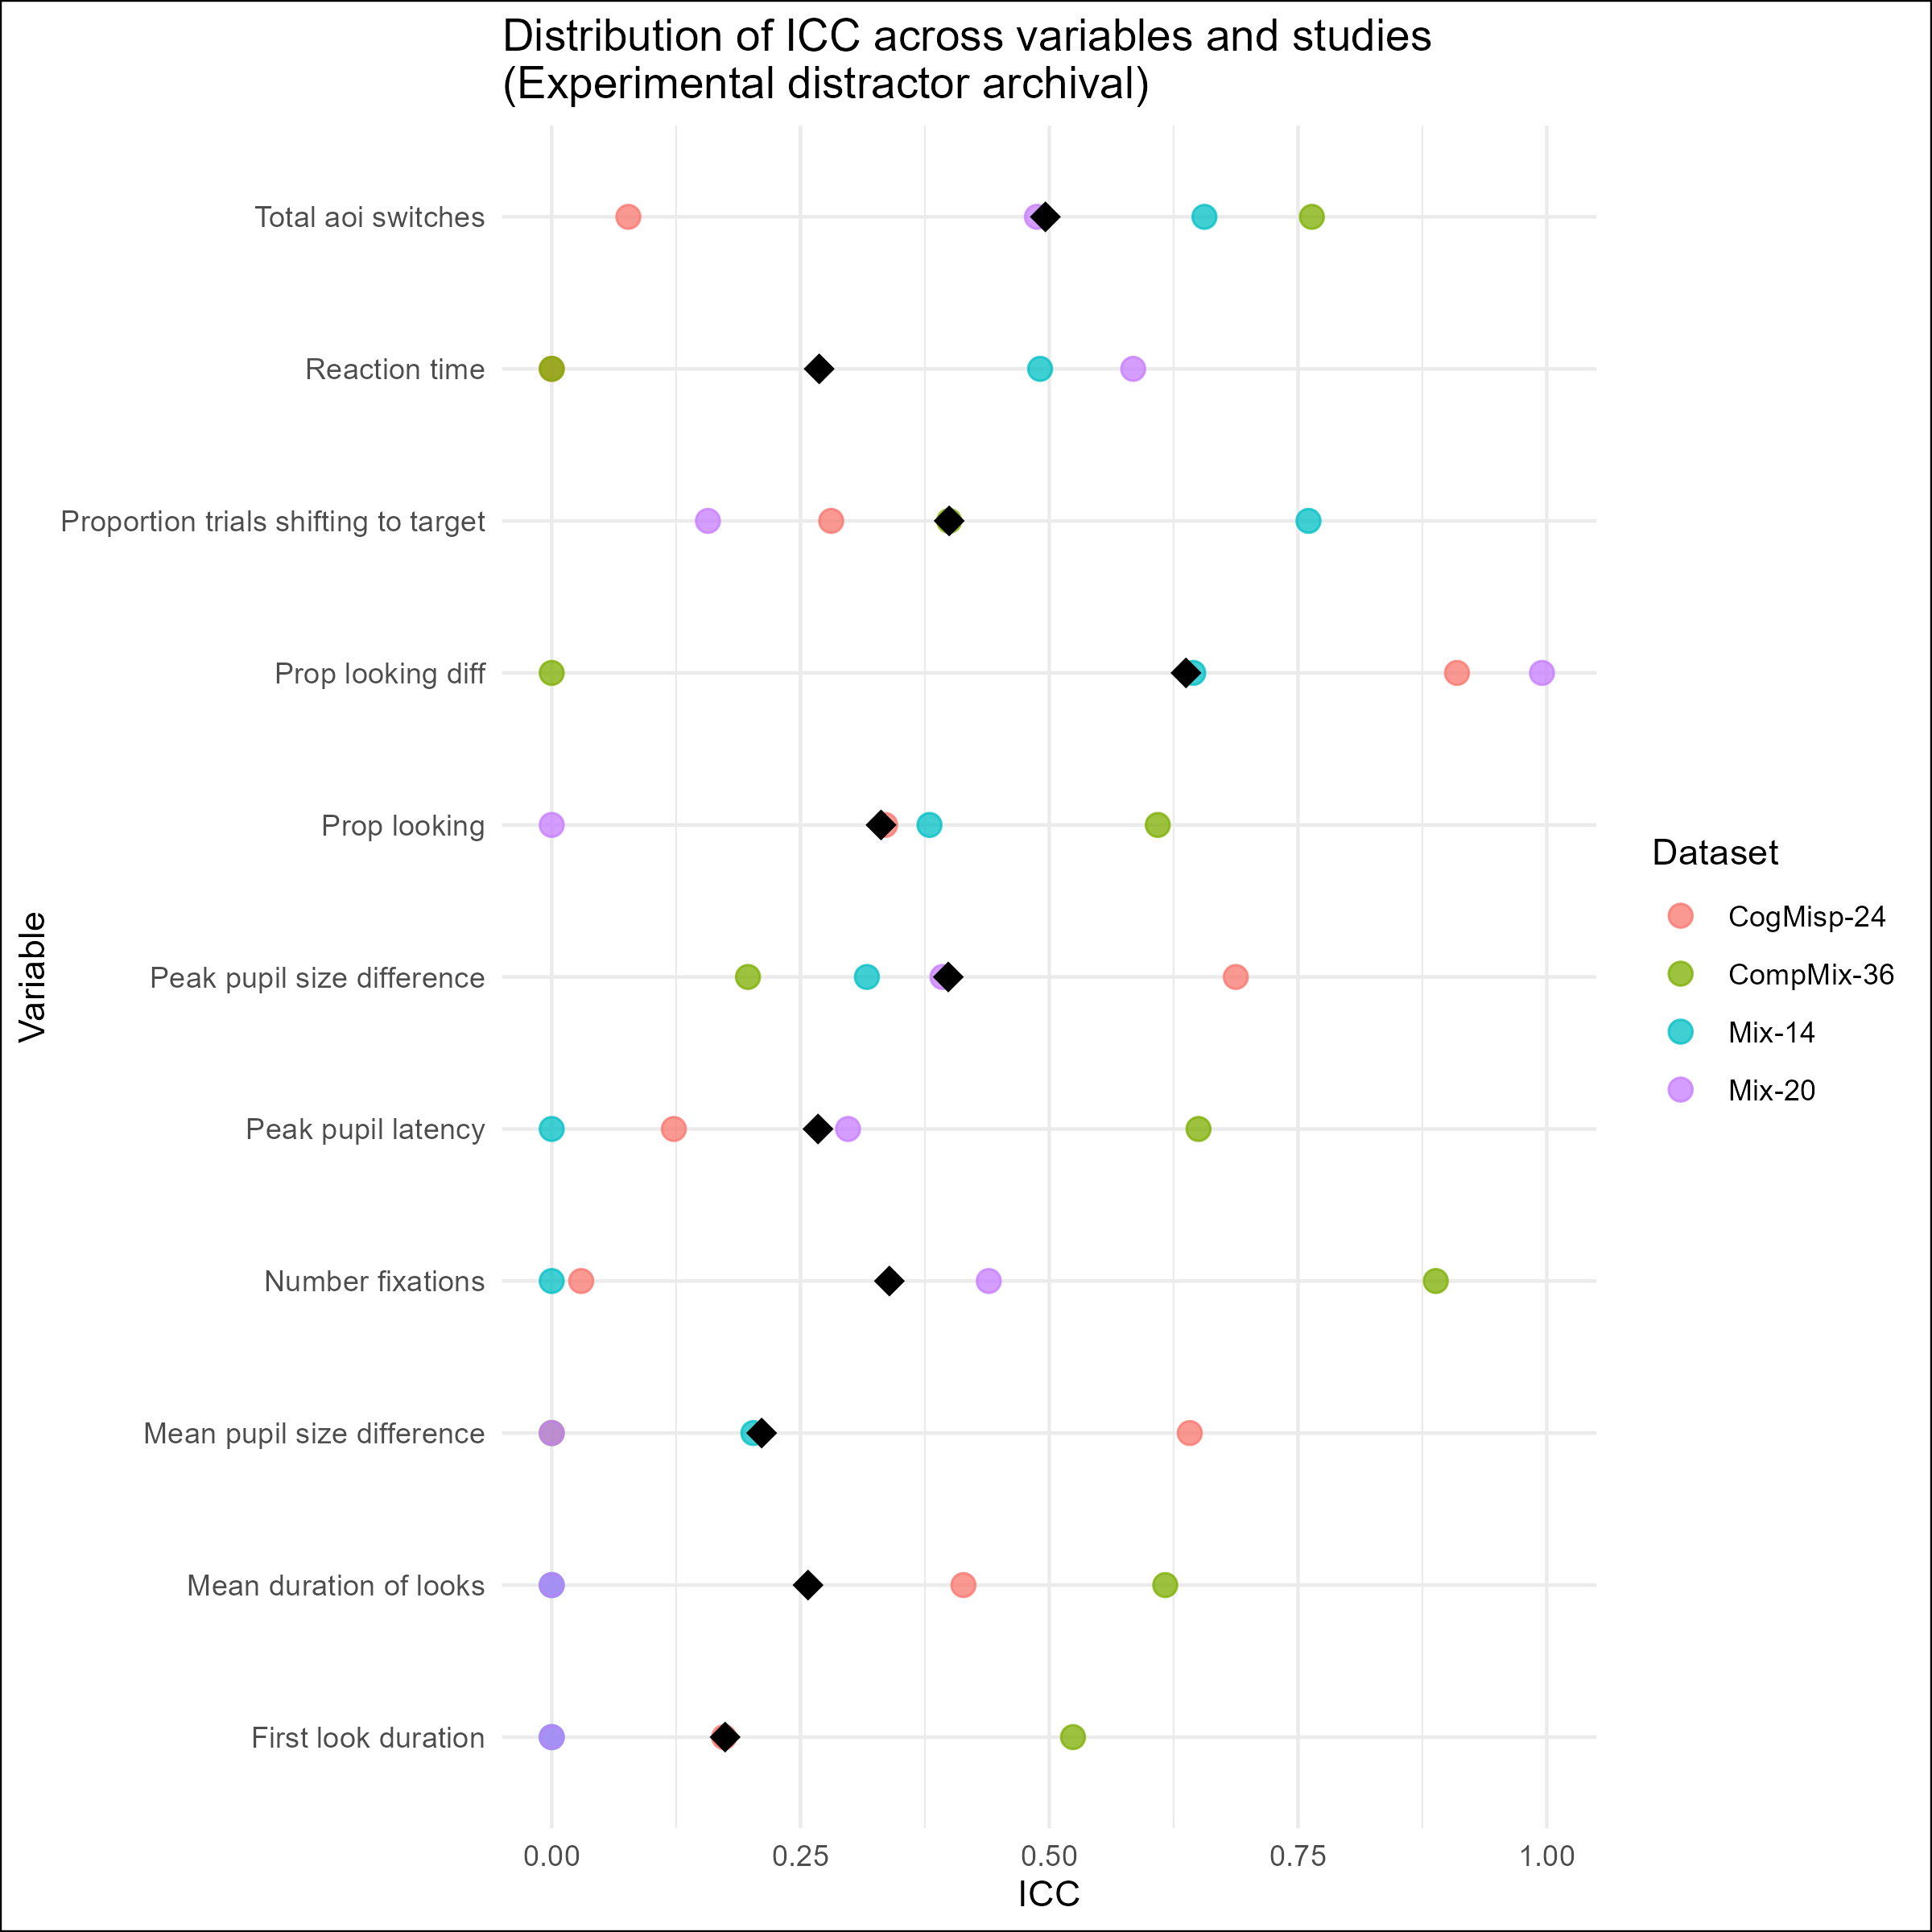 Distribution of ICC across variables and studies
(Experimental distractor archival)
Total aoi switches
Reaction time
Proportion trials shifting to target
Prop looking diff
Prop looking
Peak pupil size difference
Peak pupil latency
Number fixations
Mean pupil size difference
Mean duration of looks
First look duration
Variable
0.00 0.25 0.50 0.75 1.00
ICC
Dataset
CogMisp-24
CompMix-36
Mix-14
Mix-20